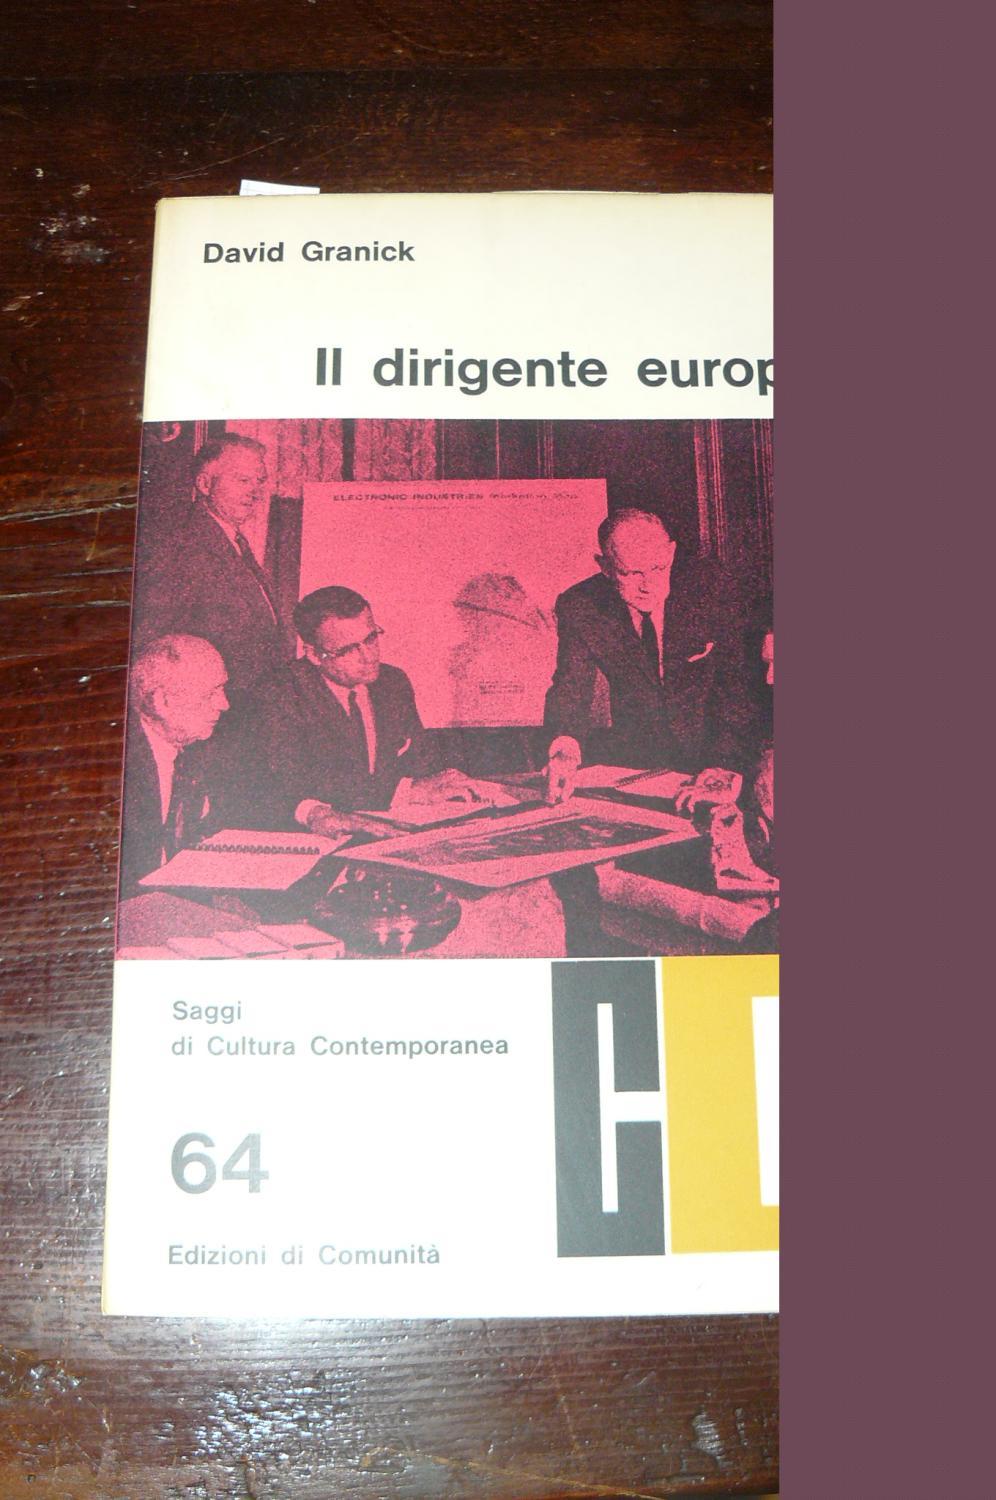 David Granick
Il dirigente europ
ELECTRONIC INDUSTRIES
Saggi
di Cultura Contemporanea
64
Edizioni di Comunità
C